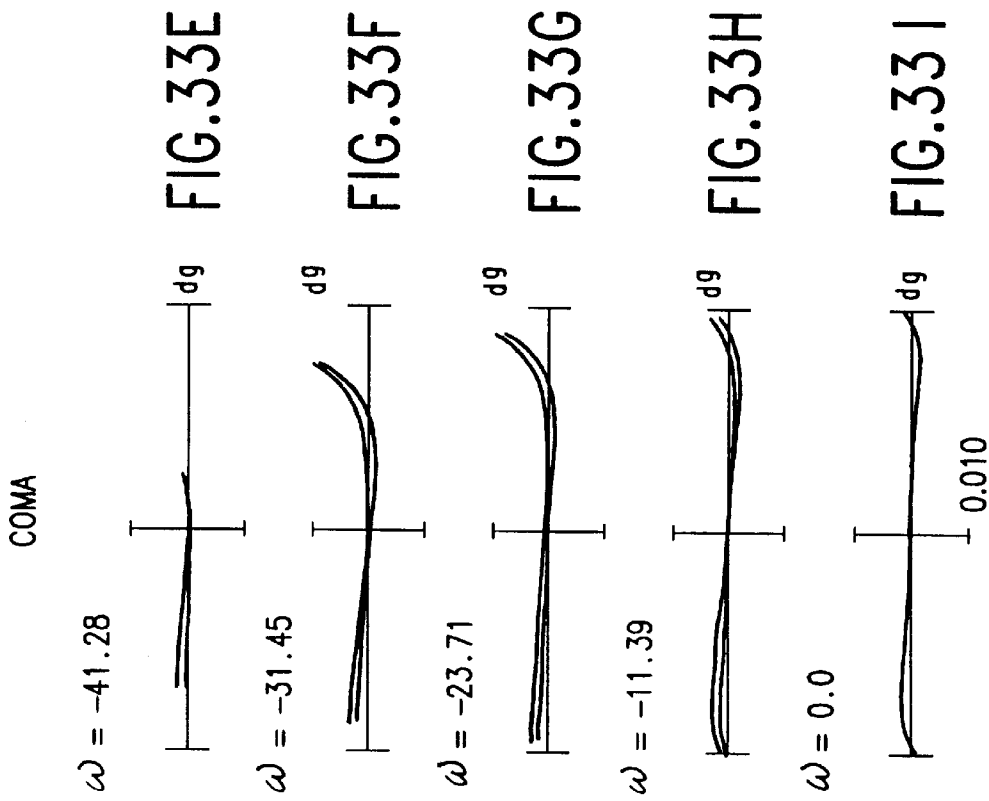 COMA
ω = -41.28
dg
FIG.33E
ω = -31.45
dg
FIG.33F
ω = -23.71
dg
FIG.33G
ω = -11.39
dg
FIG.33H
ω = 0.0
dg
0.010
FIG.33I